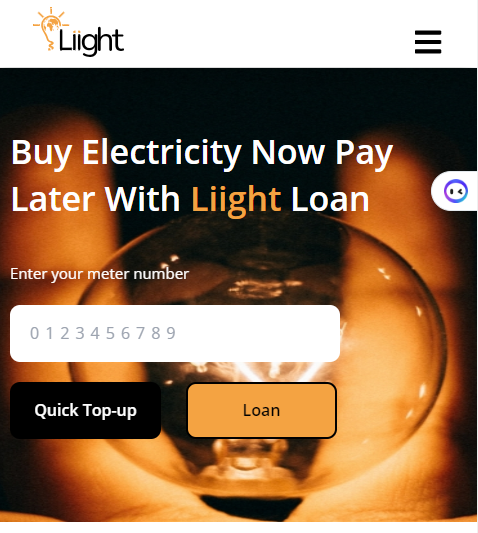 Liight
Buy Electricity Now Pay
Later With Liight Loan
Enter your meter number
0 1 2 3 4 5 6 7 8 9
Quick Top-up
Loan